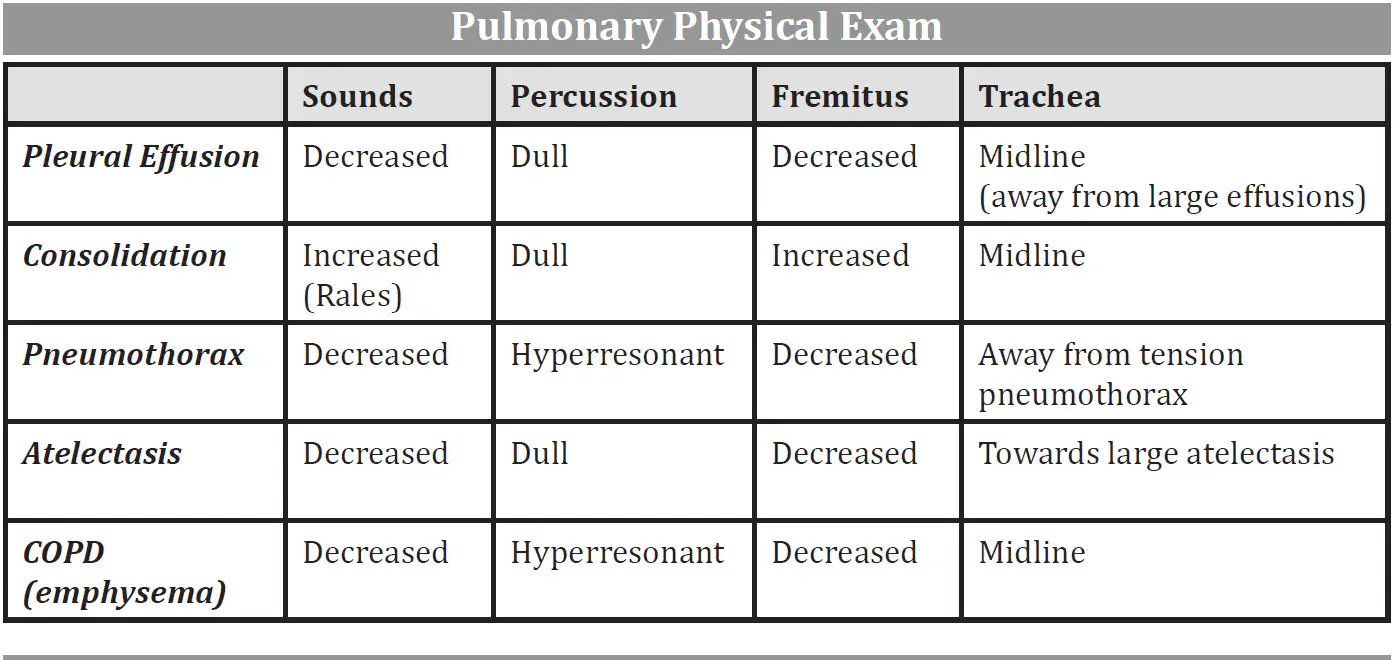 Pulmonary Physical Exam
Sounds Percussion Fremitus Trachea
Pleural Effusion Decreased Dull Decreased Midline
(away from large effusions)
Consolidation Increased Dull Increased Midline
(Rales)
Pneumothorax Decreased Hyperresonant Decreased Away from tension
pneumothorax
Atelectasis Decreased Dull Decreased Towards large atelectasis
COPD Decreased Hyperresonant Decreased Midline
(emphysema)